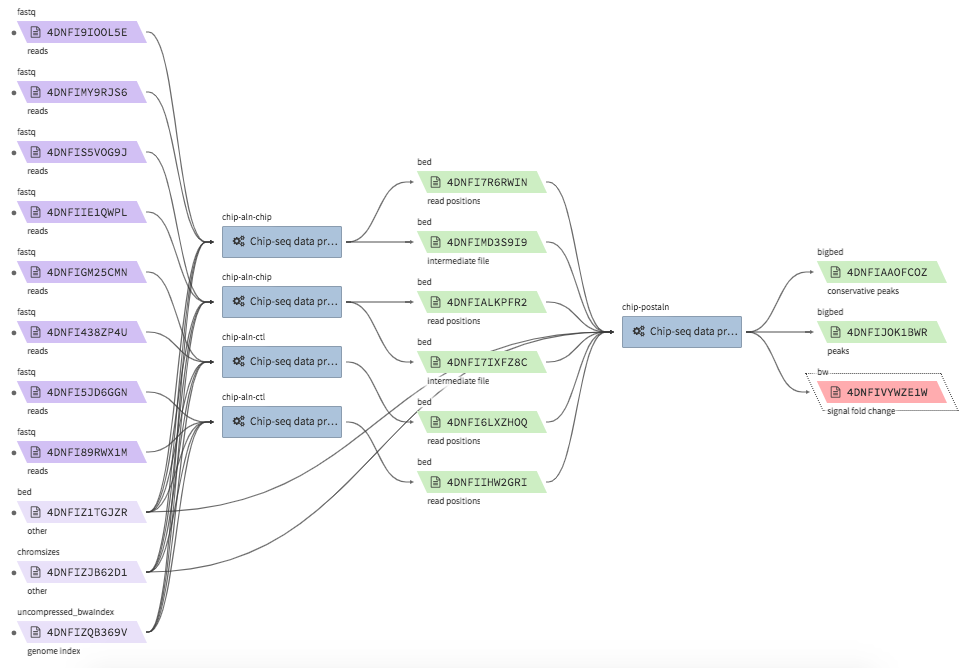 fastq
4DNFI9IOOL5E
reads
fastq
4DNFIMY9RJS6
reads
fastq
4DNFIS5VOG9J
reads
fastq
4DNFIIE1QWPL
reads
fastq
4DNFIGM25CMN
reads
fastq
4DNFI438ZP4U
reads
fastq
4DNFI5JD6GGN
reads
fastq
4DNFI89RWX1M
reads
bed
4DNFIZ1TGJZR
other
chromsizes
4DNFIZJB62D1
other
uncompressed_bwaIndex
4DNFIZQB369V
genome index
chip-aln-chip
Chip-seq data pr...
chip-aln-chip
Chip-seq data pr...
chip-aln-ctl
Chip-seq data pr...
chip-aln-ctl
Chip-seq data pr...
bed
4DNFI7R6RWIN
read positions
bed
4DNFIMD3S9I9
intermediate file
bed
4DNFIALKPFR2
read positions
bed
4DNFI7IXFZ8C
intermediate file
bed
4DNFI6LXZHOQ
read positions
bed
4DNFIIHW2GRI
read positions
chip-postaln
Chip-seq data pr...
bigbed
4DNFIAAOFCOZ
conservative peaks
bigbed
4DNFIJOK1BWR
peaks
bw
4DNFIVYWZE1W
signal fold change